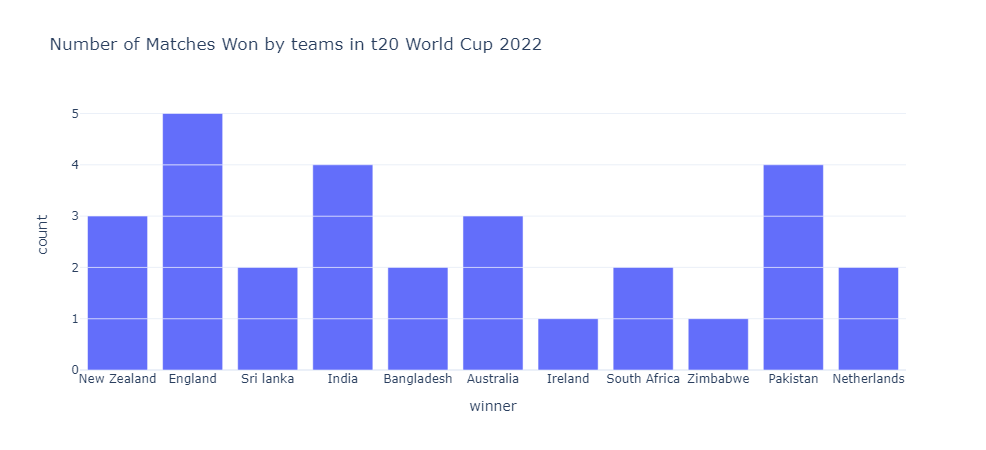 Number of Matches Won by teams in t20 World Cup 2022
5
4
3
2
1
0
count
New Zealand England Sri lanka India Bangladesh Australia Ireland South Africa Zimbabwe Pakistan Netherlands
winner